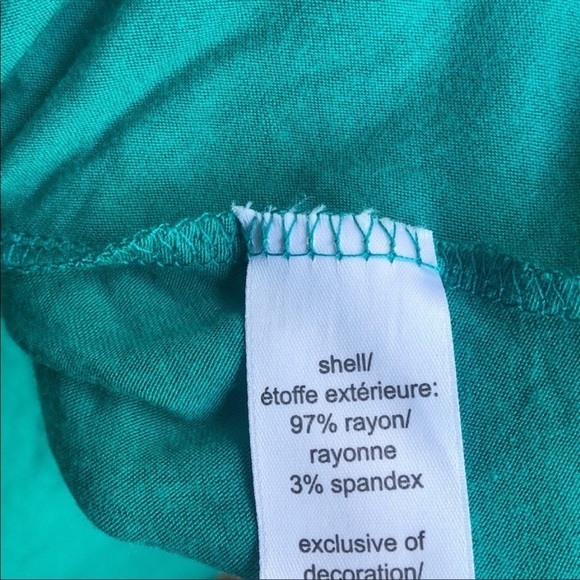 shell/
étoffe extérieure:
97% rayon/
rayonne
3% spandex
exclusive of
decoration/